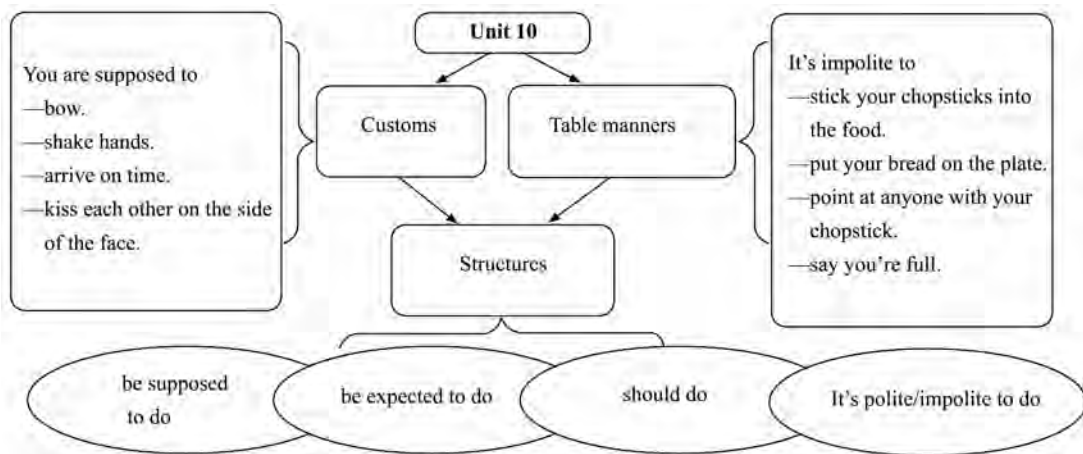 Unit 10
You are supposed to
—bow.
—shake hands.
—arrive on time.
—kiss each other on the side
of the face.
Customs
Table manners
It's impolite to
—stick your chopsticks into
the food.
—put your bread on the plate.
—point at anyone with your
chopstick.
—say you're full.
Structures
be supposed
to do
be expected to do
should do
It's polite/impolite to do